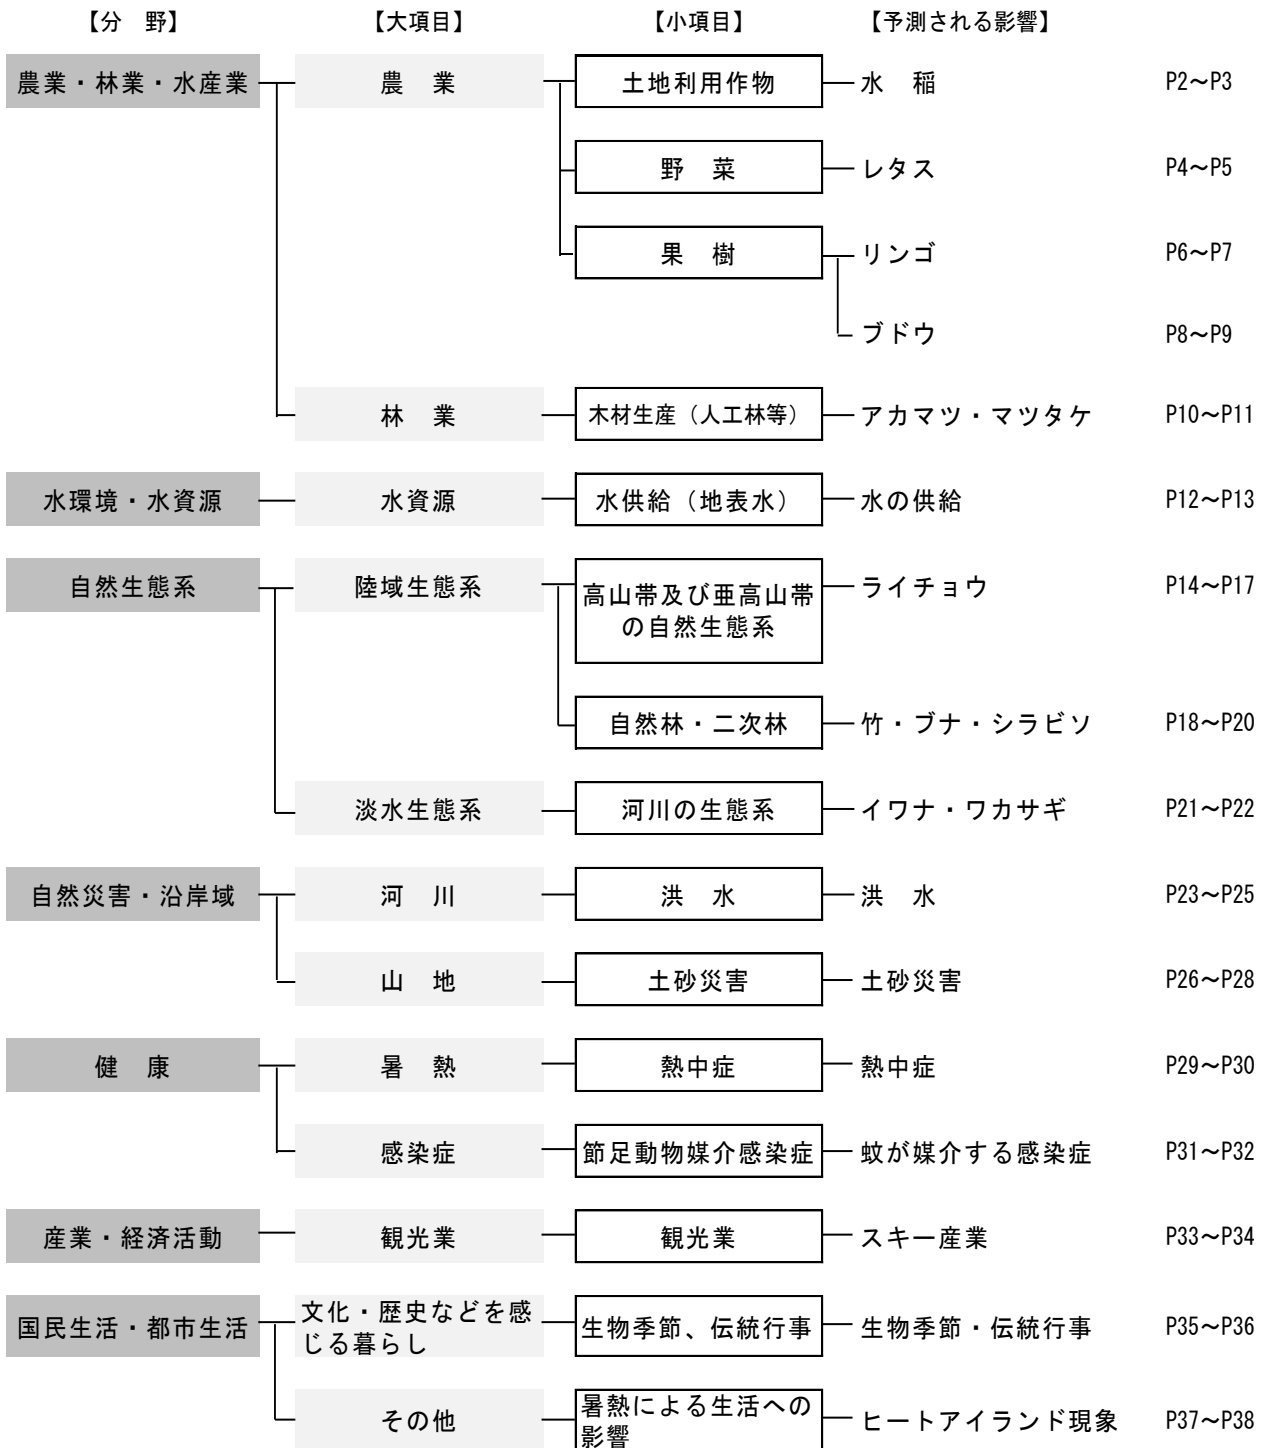 【分　野】　【大項目】　【小項目】　【予測される影響】
農業・林業・水産業　農　業　土地利用作物　水　稲　P2～P3
野　菜　レタス　P4～P5
果　樹　リンゴ　P6～P7
ブドウ　P8～P9
林　業　木材生産（人工林等）　アカマツ・マツタケ　P10～P11
水環境・水資源　水資源　水供給（地表水）　水の供給　P12～P13
自然生態系　陸域生態系　高山帯及び亜高山帯　ライチョウ　P14～P17
の自然生態系
自然林・二次林　竹・ブナ・シラビソ　P18～P20
淡水生態系　河川の生態系　イワナ・ワカサギ　P21～P22
自然災害・沿岸域　河　川　洪　水　洪　水　P23～P25
山　地　土砂災害　土砂災害　P26～P28
健　康　暑　熱　熱中症　熱中症　P29～P30
感染症　節足動物媒介感染症　蚊が媒介する感染症　P31～P32
産業・経済活動　観光業　観光業　スキー産業　P33～P34
国民生活・都市生活　文化・歴史などを感　生物季節、伝統行事　生物季節・伝統行事　P35～P36
じる暮らし
その他　暑熱による生活への　ヒートアイランド現象　P37～P38
影響